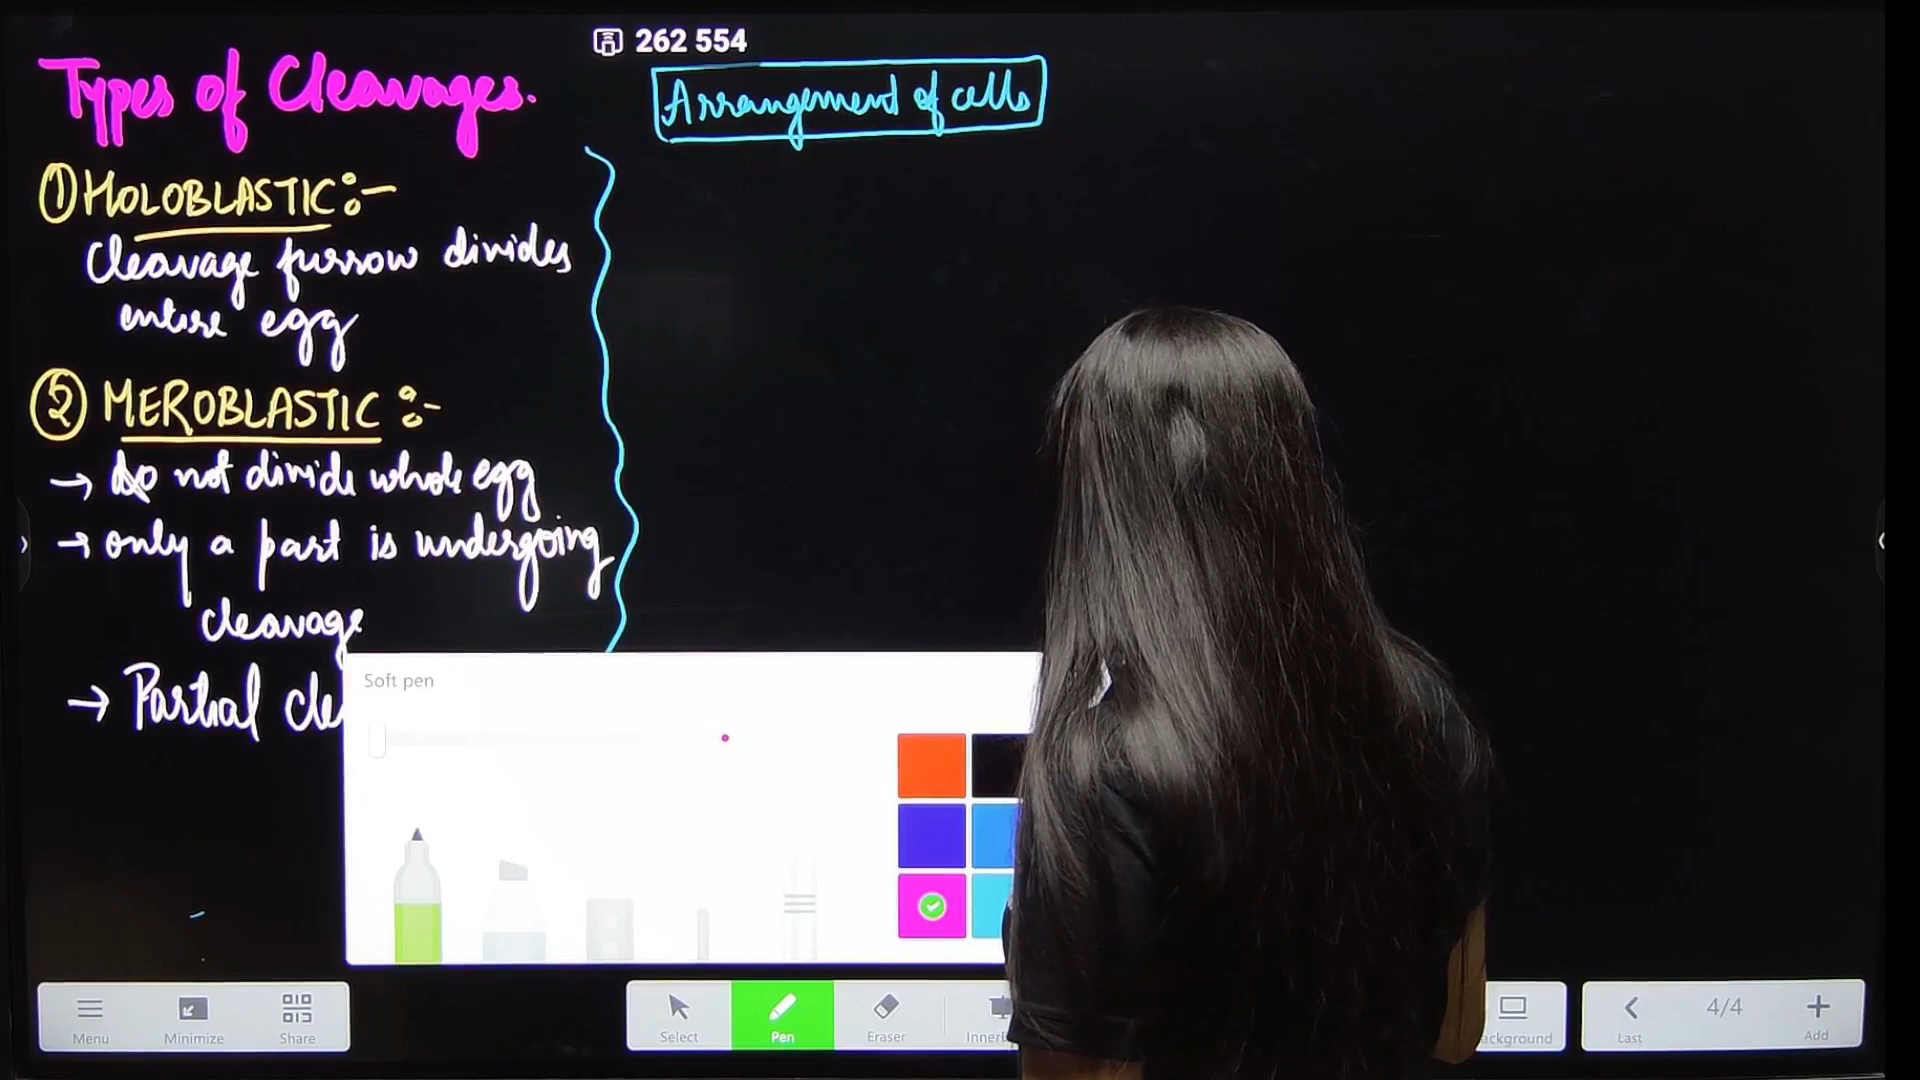 262 554
Types of Cleavages.
① HOLOBLASTIC :-
Cleavage furrow divides
entire egg
② MEROBLASTIC :-
→ do not divide whole egg
→ only a part is undergoing
cleavage
→ Partial cle
Arrangement of cells
Soft pen
Menu
Minimize
Share
Select
Pen
Eraser
Last
4/4
Add